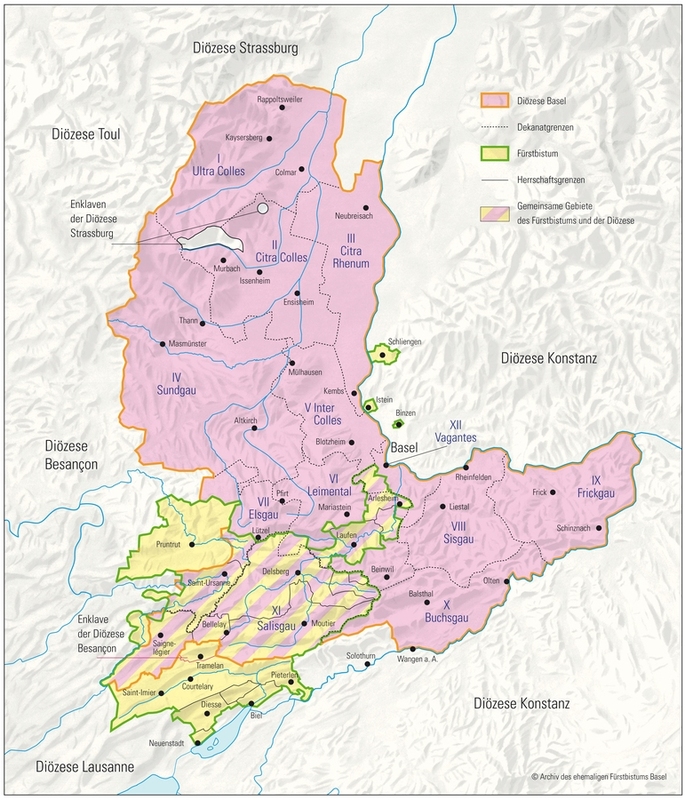 Diözese Strassburg
Diözese Toul
Diözese Basel
Dekanatgrenzen
Fürstbistum
Herrschaftsgrenzen
Gemeinsame Gebiete
des Fürstbistums und der Diözese
Rappoltsweiler
Kaysersberg
I
Ultra Colles
Colmar
Enklaven
der Diözese
Strassburg
Neubreisach
II
Citra Colles
III
Citra
Rhenum
Murbach
Issenheim
Ensisheim
Thann
Masmünster
Schliengen
Diözese Konstanz
Mülhausen
IV
Sundgau
Kembs
Istein
Binzen
V Inter
Colles
Altkirch
Blotzheim
Basel
XII
Vagantes
Diözese
Besançon
Rheinfelden
VI
Leimental
IX
Frickgau
Frick
Pfirt
VII
Elsgau
Mariastein
Arlesheim
Liestal
VIII
Sisgau
Schinznach
Lützel
Laufen
Pruntrut
Delsberg
Saint-Ursanne
Beinwil
Olten
Balsthal
X
Buchsgau
XI
Salisgau
Enklave
der Diözese
Besançon
Bellelay
Moutier
Saigne-
légier
Tramelan
Solothurn
Wangen a. A.
Pieterlen
Courtelary
Saint-Imier
Diesse
Biel
Diözese Konstanz
Neuenstadt
Diözese Lausanne
© Archiv des ehemaligen Fürstbistums Basel